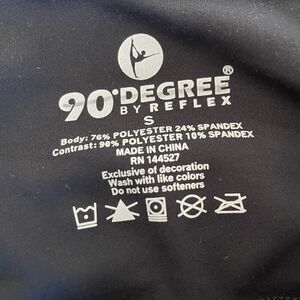 90°DEGREE®
BY REFLEX
S
Body: 76% POLYESTER 24% SPANDEX
Contrast: 90% POLYESTER 10% SPANDEX
MADE IN CHINA
RN 144527
Exclusive of decoration
Wash with like colors
Do not use softeners